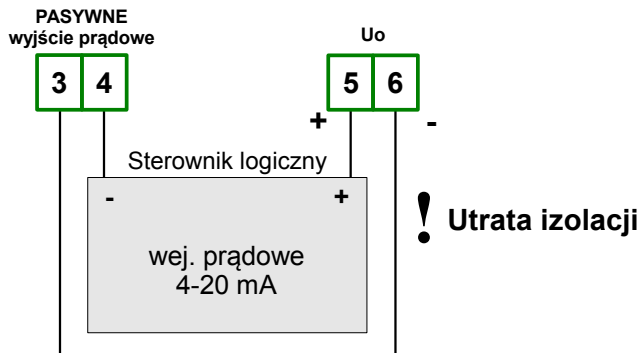 PASYWNE
wyjście prądowe
Uo
3 4
5 6
+ -
Sterownik logiczny
- +
! Utrata izolacji
wej. prądowe
4-20 mA